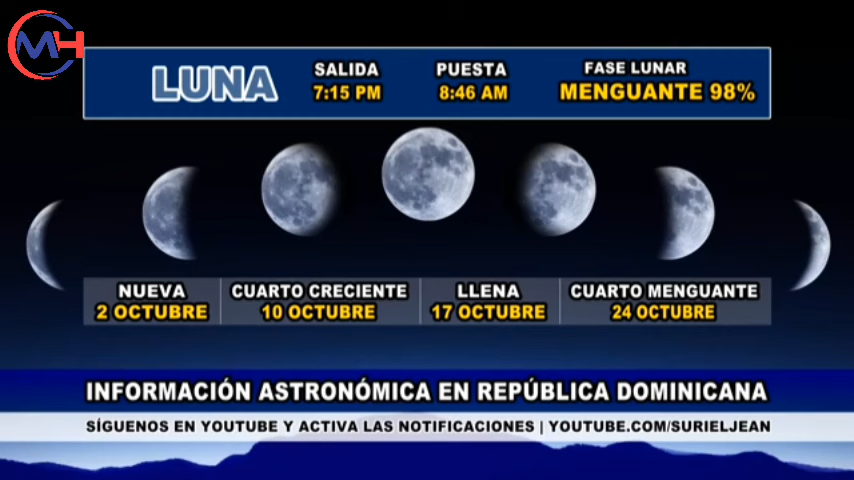 MH
LUNA
SALIDA
7:15 PM
PUESTA
8:46 AM
FASE LUNAR
MENGUANTE 98%
NUEVA
2 OCTUBRE
CUARTO CRECIENTE
10 OCTUBRE
LLENA
17 OCTUBRE
CUARTO MENGUANTE
24 OCTUBRE
INFORMACIÓN ASTRONÓMICA EN REPÚBLICA DOMINICANA
SÍGUENOS EN YOUTUBE Y ACTIVA LAS NOTIFICACIONES | YOUTUBE.COM/SURIELJEAN